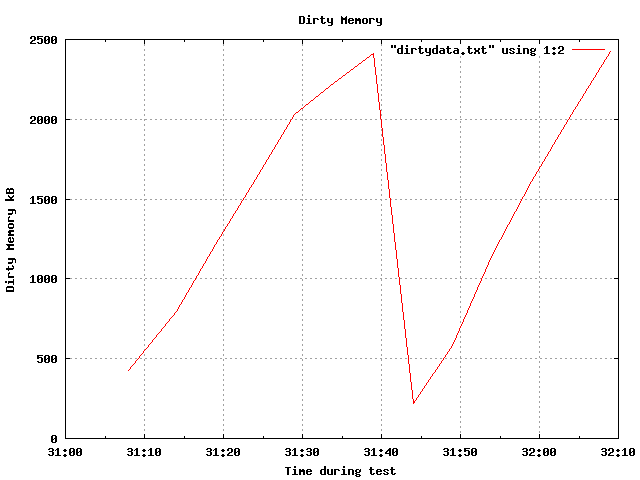 Dirty Memory
"dirtydata.txt" using 1:2
2500
2000
1500
1000
500
0
Dirty Memory kB
31:00 31:10 31:20 31:30 31:40 31:50 32:00 32:10
Time during test